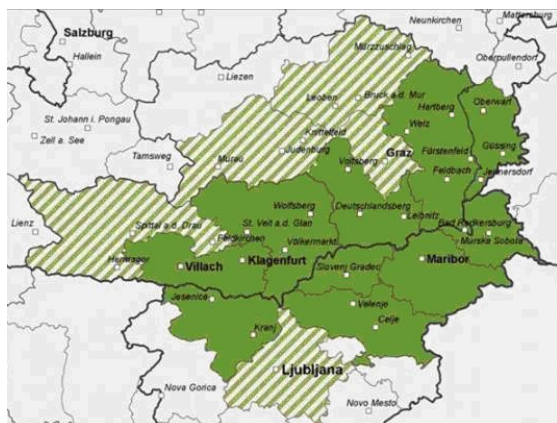 Mattersburg
Neunkirchen
Salzburg
Hallein
Mürzzuschlag
Oberpullendorf
Liezen
Leoben
Bruck a.d. Mur
Hartberg
Oberwart
St. Johann i. Pongau
Zell a. See
Knittelfeld
Weiz
Judenburg
Graz
Fürstenfeld
Güssing
Tamsweg
Murau
Voitsberg
Feldbach
Jennersdorf
Wolfsberg
Deutschlandsberg
Leibnitz
Lienz
Spittal a.d. Drau
St. Veit a.d. Glan
Bad Radkersburg
Feldkirchen
Völkermarkt
Murska Sobota
Hermagor
Villach
Klagenfurt
Slovenj Gradec
Maribor
Jesenice
Velenje
Kranj
Celje
Ljubljana
Nova Gorica
Novo Mesto